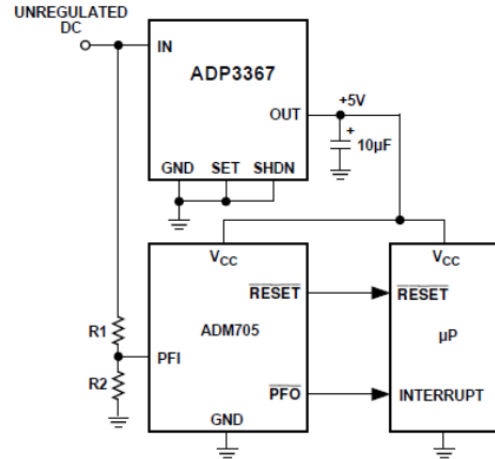 UNREGULATED
DC
IN
ADP3367
OUT
+5V
+
10µF
GND SET SHDN
VCC
RESET
ADM705
R1
PFI
R2
PFO
GND
VCC
RESET
µP
INTERRUPT